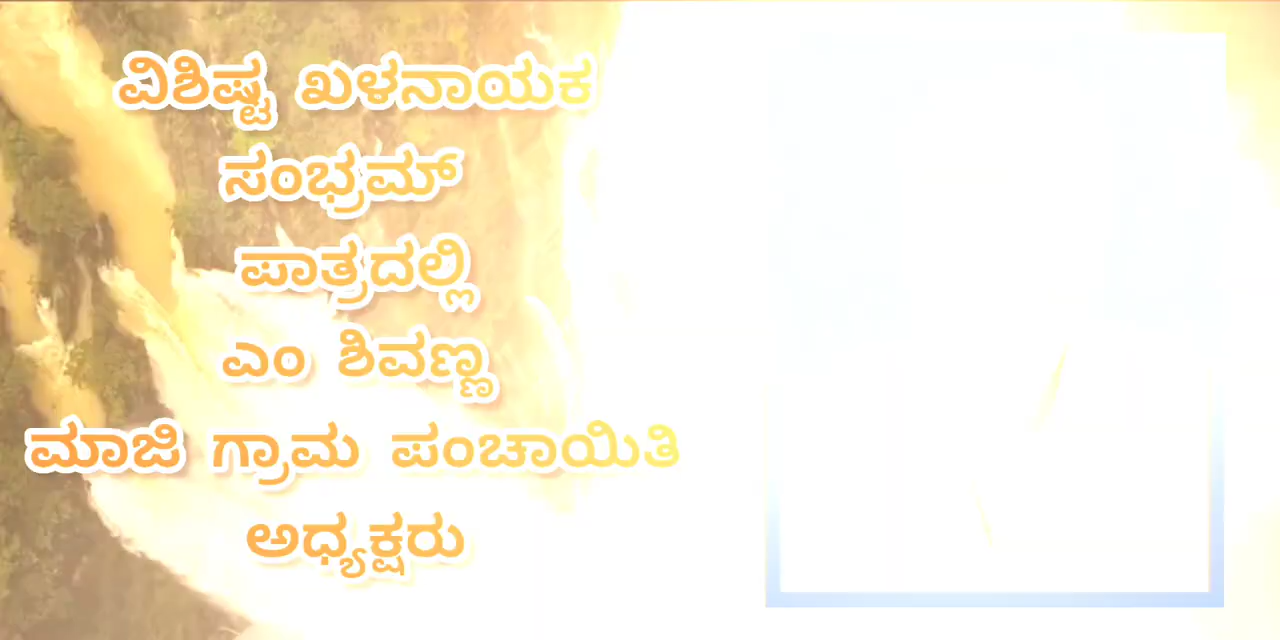 ವಿಶಿಷ್ಟ ಖಳನಾಯಕ
ಸಂಭ್ರಮ್
ಪಾತ್ರದಲ್ಲಿ
ಎಂ ಶಿವಣ್ಣ
ಮಾಜಿ ಗ್ರಾಮ ಪಂಚಾಯಿತಿ
ಅಧ್ಯಕ್ಷರು